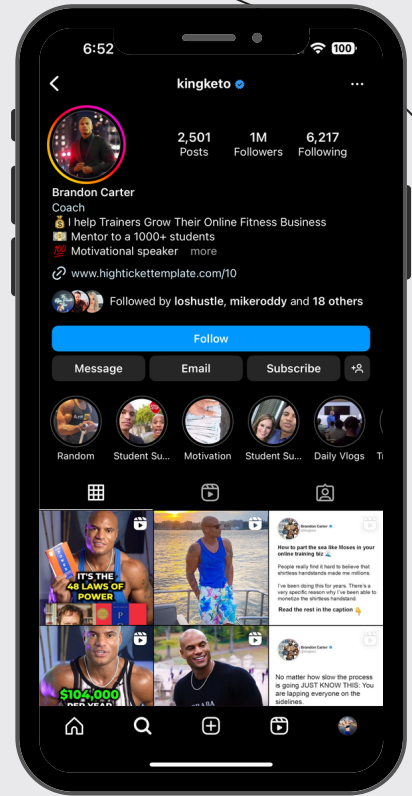 6:52
100
kingketo
2,501
Posts
1M
Followers
6,217
Following
Brandon Carter
Coach
💰I help Trainers Grow Their Online Fitness Business
💵 Mentor to a 1000+ students
💯 Motivational speaker more
www.hightickettemplate.com/10
Followed by loshustle, mikeroddy and 18 others
Follow
Message
Email
Subscribe
Random
Student Su...
Motivation
Student Su...
Daily Vlogs
IT'S THE
48 LAWS OF
POWER
Brandon Carter
How to part the sea like Moses in your
online training biz 🌊
People really find it hard to believe that
shirtless handstands made me millions.
I've been doing this for years. There's a
very specific reason why I've been able to
monetize the shirtless handstand.
Read the rest in the caption 👇
$104,000
PER YEAR
Brandon Carter
No matter how slow the process
is going JUST KNOW THIS: You
are lapping everyone on the
sidelines.